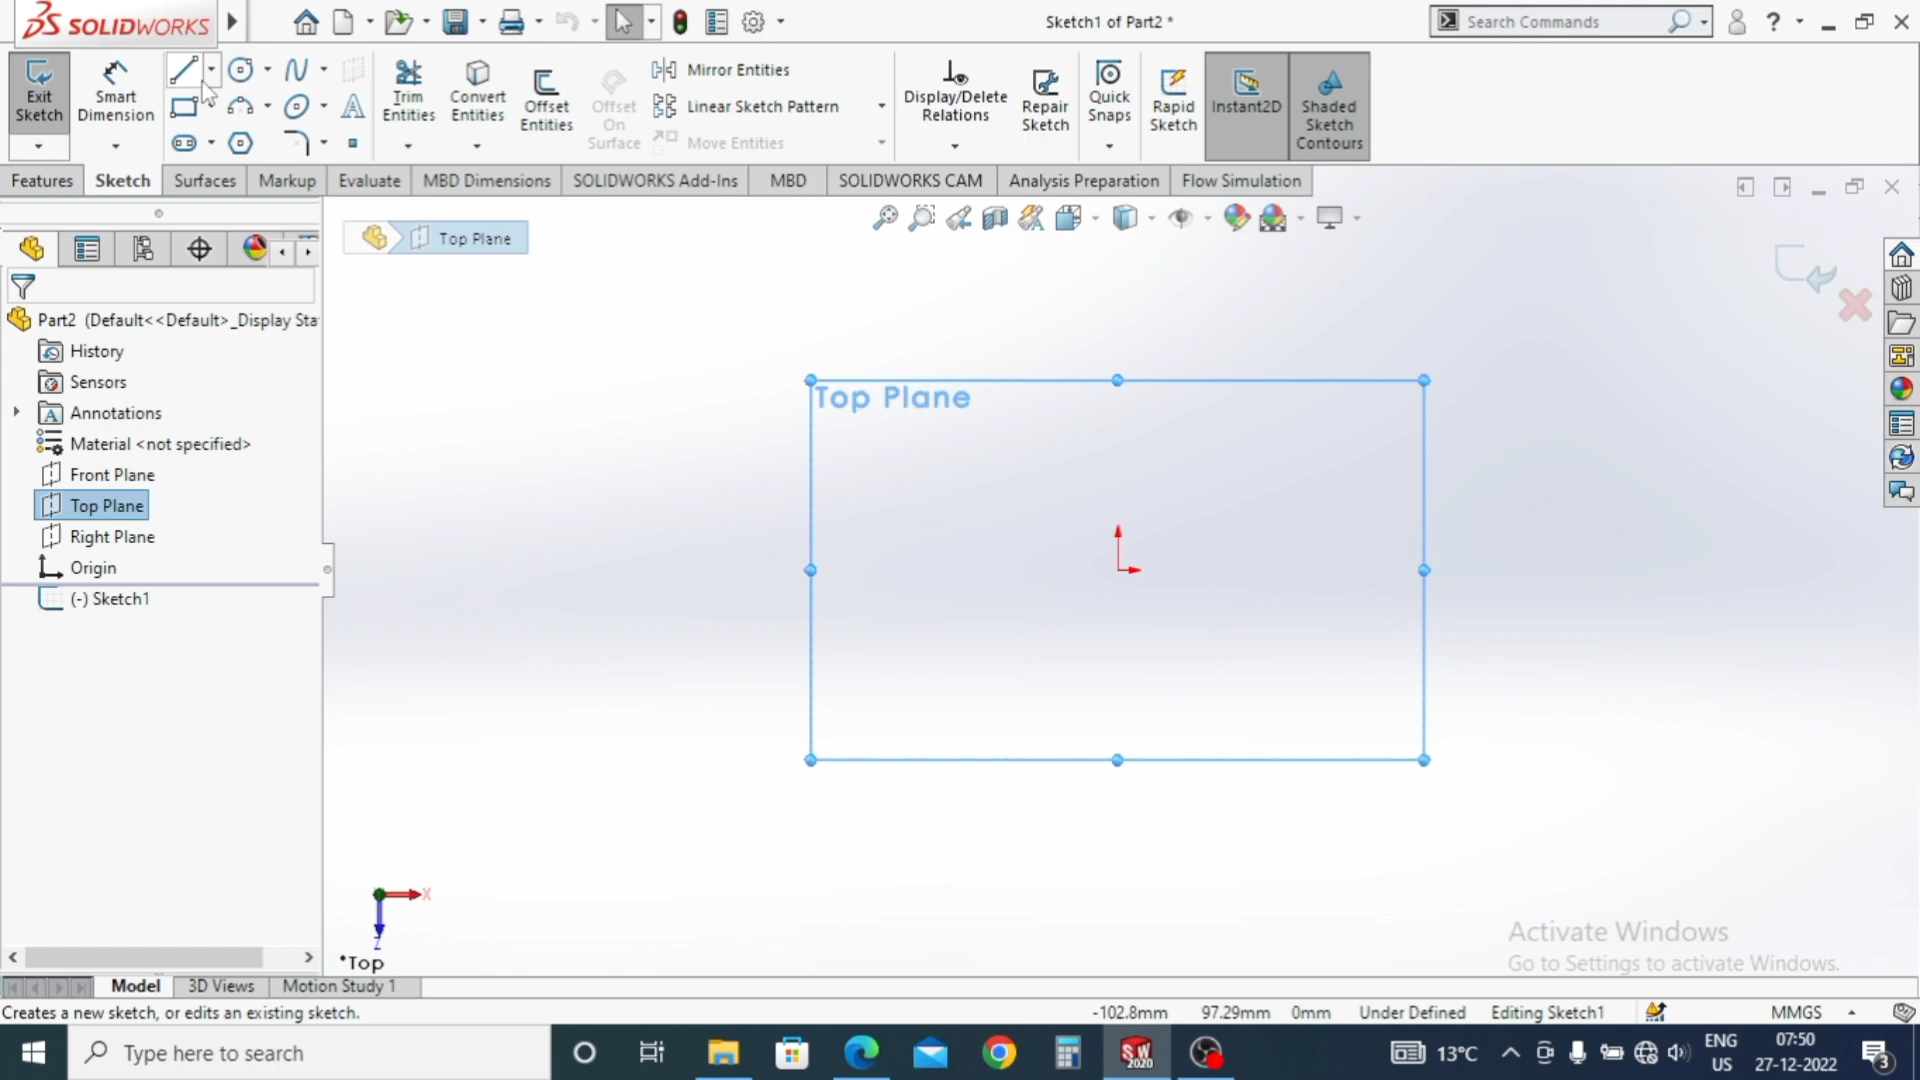 SOLIDWORKS
Sketch1 of Part2 *
Search Commands
Exit Sketch
Smart Dimension
Trim Entities
Convert Entities
Offset Entities
Offset On Surface
Mirror Entities
Linear Sketch Pattern
Move Entities
Display/Delete Relations
Repair Sketch
Quick Snaps
Rapid Sketch
Instant2D
Shaded Sketch Contours
Features
Sketch
Surfaces
Markup
Evaluate
MBD Dimensions
SOLIDWORKS Add-Ins
MBD
SOLIDWORKS CAM
Analysis Preparation
Flow Simulation
Top Plane
Part2 (Default<<Default>_Display Sta
History
Sensors
Annotations
Material <not specified>
Front Plane
Top Plane
Right Plane
Origin
(-) Sketch1
Top Plane
X
Z
*Top
Activate Windows
Go to Settings to activate Windows.
Model
3D Views
Motion Study 1
Creates a new sketch, or edits an existing sketch.
-102.8mm 97.29mm 0mm Under Defined Editing Sketch1 MMGS
Type here to search
SW 2020
13°C
ENG US
07:50
27-12-2022
3